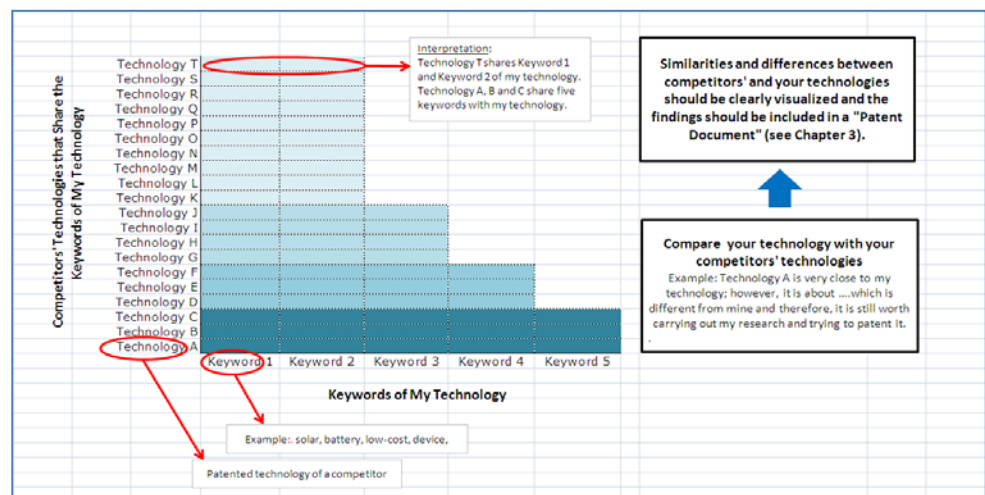 Competitors' Technologies that Share the
Keywords of My Technology
Technology T
Technology S
Technology R
Technology Q
Technology P
Technology O
Technology N
Technology M
Technology L
Technology K
Technology J
Technology I
Technology H
Technology G
Technology F
Technology E
Technology D
Technology C
Technology B
Technology A
Keyword 1
Keyword 2
Keyword 3
Keyword 4
Keyword 5
Keywords of My Technology
Interpretation:
Technology T shares Keyword 1
and Keyword 2 of my technology.
Technology A, B and C share five
keywords with my technology.
Example:. solar, battery, low-cost, device,
Patented technology of a competitor
Similarities and differences between
competitors' and your technologies
should be clearly visualized and the
findings should be included in a "Patent
Document" (see Chapter 3).
Compare your technology with your
competitors' technologies
Example: Technology A is very close to my
technology; however, it is about ....which is
different from mine and therefore, it is still worth
carrying out my research and trying to patent it.
.